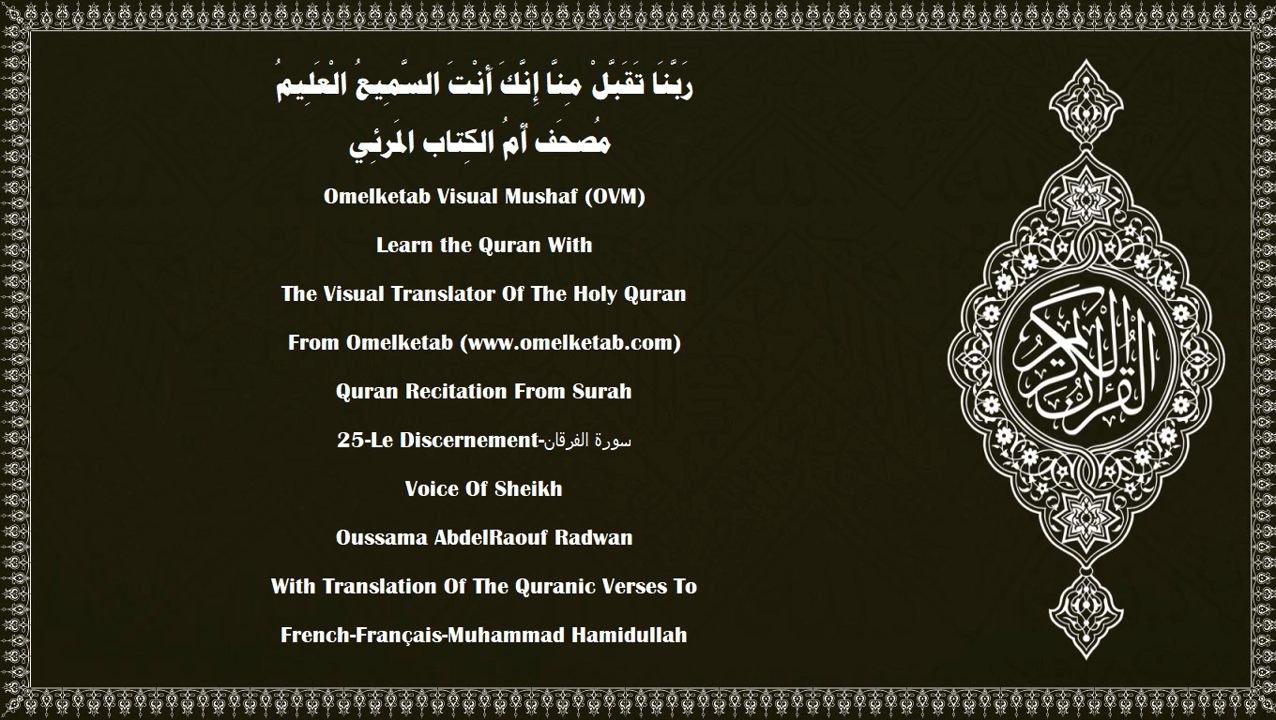 رَبَّنَا تَقَبَّلْ مِنَّا إِنَّكَ أَنْتَ السَّمِيعُ الْعَلِيمُ
مُصحَف أمُ الكِتاب المَرئِي
Omelketab Visual Mushaf (OVM)
Learn the Quran With
The Visual Translator Of The Holy Quran
From Omelketab (www.omelketab.com)
Quran Recitation From Surah
25-Le Discernement-سورة الفرقان
Voice Of Sheikh
Oussama AbdelRaouf Radwan
With Translation Of The Quranic Verses To
French-Français-Muhammad Hamidullah
القرآن الكريم